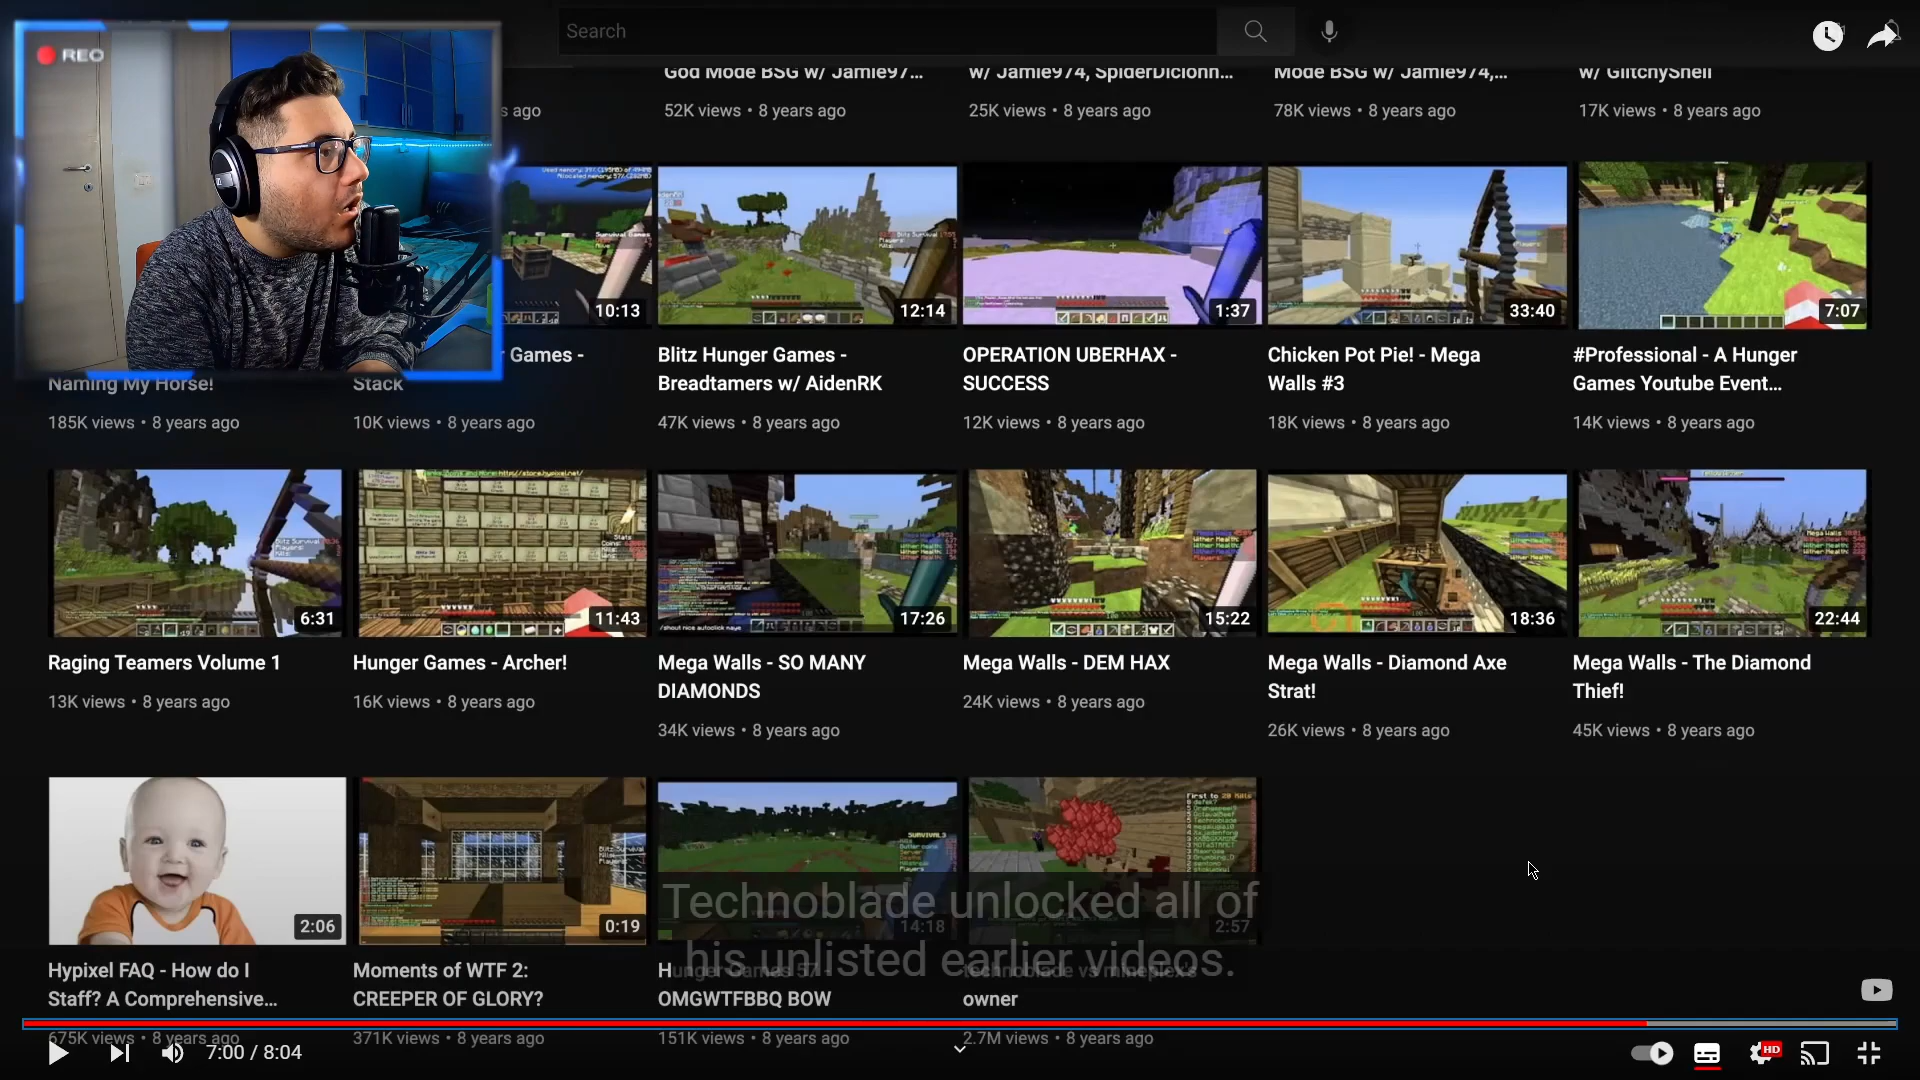 REC
Search
God Mode BSG w/ Jamie97...
w/ Jamie974, SpiderDiclonn...
Mode BSG w/ Jamie974,...
w/ GlitchyShell
s ago
52K views • 8 years ago
25K views • 8 years ago
78K views • 8 years ago
17K views • 8 years ago
10:13
12:14
1:37
33:40
7:07
Naming My Horse!
r Games -
Stack
Blitz Hunger Games -
Breadtamers w/ AidenRK
OPERATION UBERHAX -
SUCCESS
Chicken Pot Pie! - Mega
Walls #3
#Professional - A Hunger
Games Youtube Event...
185K views • 8 years ago
10K views • 8 years ago
47K views • 8 years ago
12K views • 8 years ago
18K views • 8 years ago
14K views • 8 years ago
6:31
11:43
17:26
15:22
18:36
22:44
Raging Teamers Volume 1
Hunger Games - Archer!
Mega Walls - SO MANY
DIAMONDS
Mega Walls - DEM HAX
Mega Walls - Diamond Axe
Strat!
Mega Walls - The Diamond
Thief!
13K views • 8 years ago
16K views • 8 years ago
34K views • 8 years ago
24K views • 8 years ago
26K views • 8 years ago
45K views • 8 years ago
2:06
0:19
14:18
2:57
Technoblade unlocked all of
his unlisted earlier videos.
Hypixel FAQ - How do I
Staff? A Comprehensive...
Moments of WTF 2:
CREEPER OF GLORY?
Hunger Games 57 -
OMGWTFBBQ BOW
technoblade vs mineplex's
owner
675K views • 8 years ago
371K views • 8 years ago
151K views • 8 years ago
2.7M views • 8 years ago
7:00 / 8:04
HD